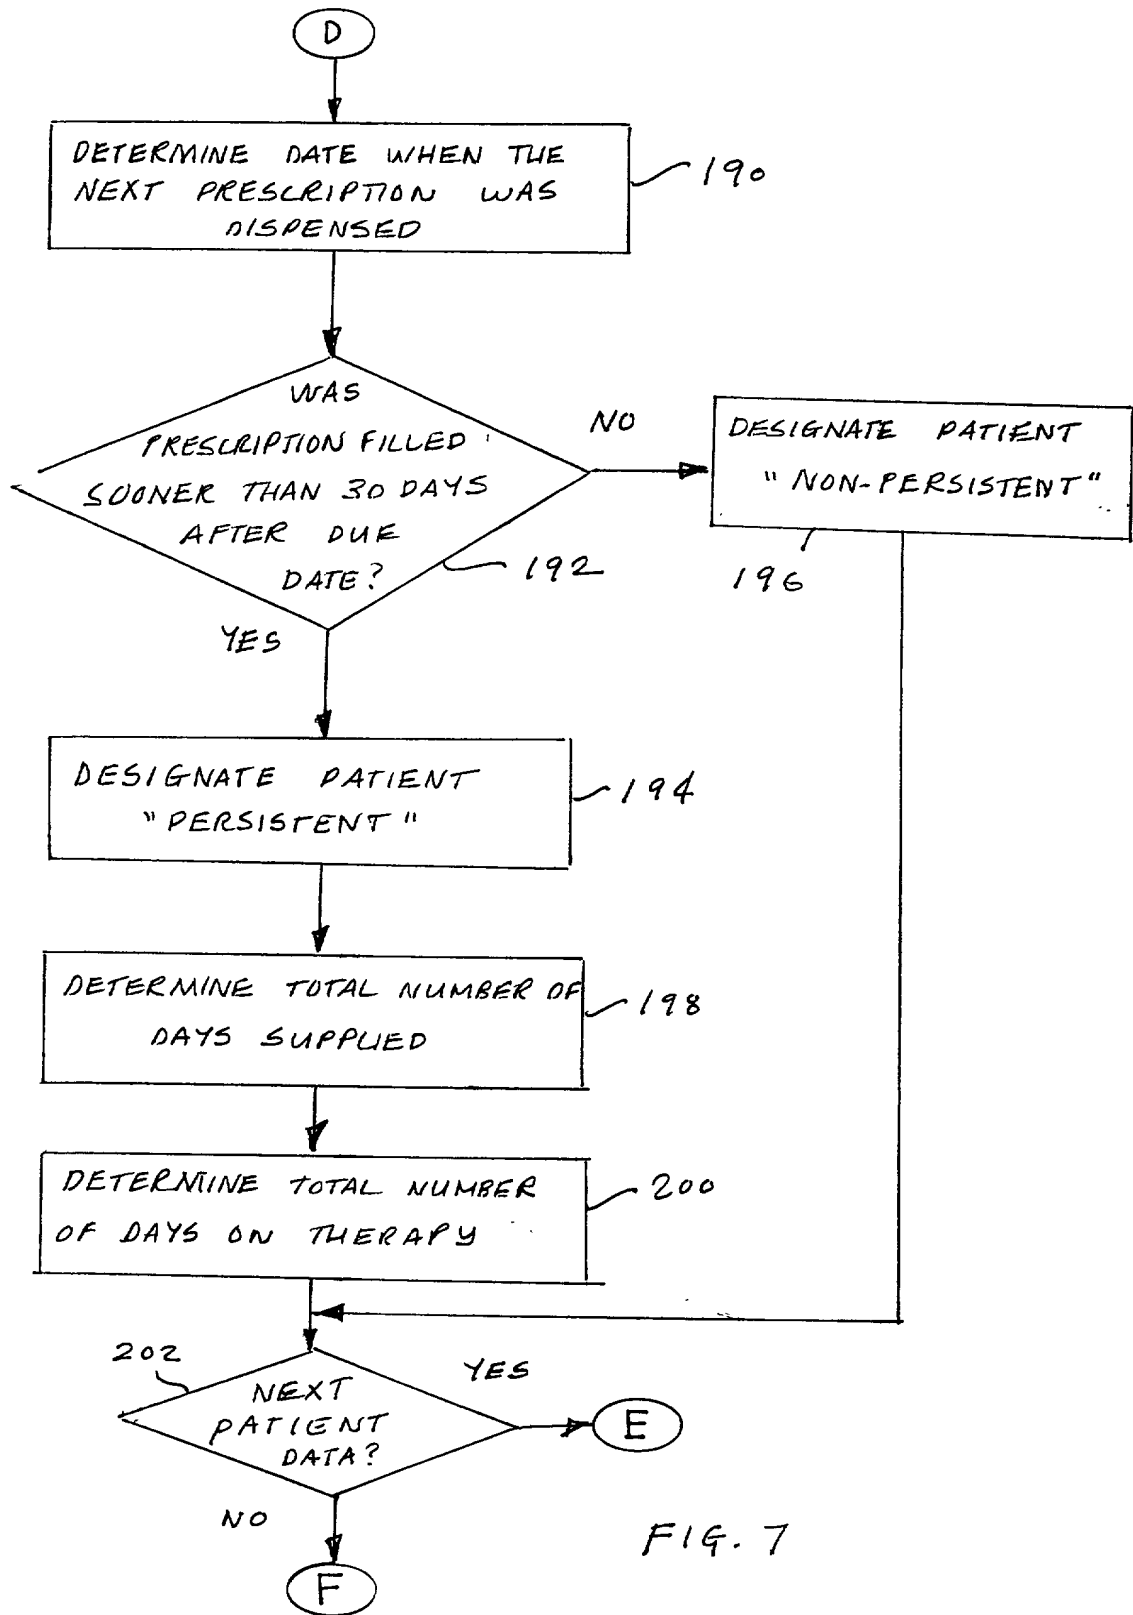 D
DETERMINE DATE WHEN THE
NEXT PRESCRIPTION WAS
DISPENSED
190
WAS
PRESCRIPTION FILLED
SOONER THAN 30 DAYS
AFTER DUE
DATE?
192
NO
DESIGNATE PATIENT
"NON-PERSISTENT"
196
YES
DESIGNATE PATIENT
"PERSISTENT"
194
DETERMINE TOTAL NUMBER OF
DAYS SUPPLIED
198
DETERMINE TOTAL NUMBER
OF DAYS ON THERAPY
200
202
NEXT
PATIENT
DATA?
YES
E
NO
F
FIG. 7